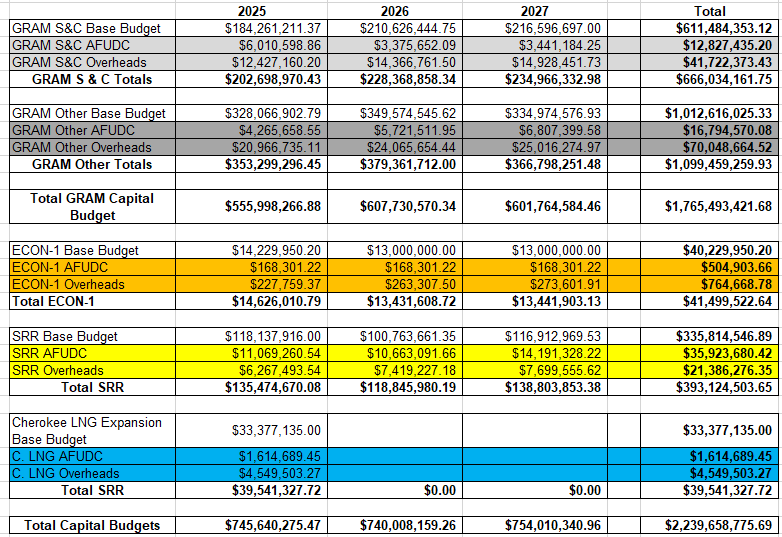 2025 2026 2027 Total
GRAM S&C Base Budget $184,261,211.37 $210,626,444.75 $216,596,697.00 $611,484,353.12
GRAM S&C AFUDC $6,010,598.86 $3,375,652.09 $3,441,184.25 $12,827,435.20
GRAM S&C Overheads $12,427,160.20 $14,366,761.50 $14,928,451.73 $41,722,373.43
GRAM S & C Totals $202,698,970.43 $228,368,858.34 $234,966,332.98 $666,034,161.75
GRAM Other Base Budget $328,066,902.79 $349,574,545.62 $334,974,576.93 $1,012,616,025.33
GRAM Other AFUDC $4,265,658.55 $5,721,511.95 $6,807,399.58 $16,794,570.08
GRAM Other Overheads $20,966,735.11 $24,065,654.44 $25,016,274.97 $70,048,664.52
GRAM Other Totals $353,299,296.45 $379,361,712.00 $366,798,251.48 $1,099,459,259.93
Total GRAM Capital
Budget $555,998,266.88 $607,730,570.34 $601,764,584.46 $1,765,493,421.68
ECON-1 Base Budget $14,229,950.20 $13,000,000.00 $13,000,000.00 $40,229,950.20
ECON-1 AFUDC $168,301.22 $168,301.22 $168,301.22 $504,903.66
ECON-1 Overheads $227,759.37 $263,307.50 $273,601.91 $764,668.78
Total ECON-1 $14,626,010.79 $13,431,608.72 $13,441,903.13 $41,499,522.64
SRR Base Budget $118,137,916.00 $100,763,661.35 $116,912,969.53 $335,814,546.89
SRR AFUDC $11,069,260.54 $10,663,091.66 $14,191,328.22 $35,923,680.42
SRR Overheads $6,267,493.54 $7,419,227.18 $7,699,555.62 $21,386,276.35
Total SRR $135,474,670.08 $118,845,980.19 $138,803,853.38 $393,124,503.65
Cherokee LNG Expansion
Base Budget $33,377,135.00 $33,377,135.00
C. LNG AFUDC $1,614,689.45 $1,614,689.45
C. LNG Overheads $4,549,503.27 $4,549,503.27
Total SRR $39,541,327.72 $0.00 $0.00 $39,541,327.72
Total Capital Budgets $745,640,275.47 $740,008,159.26 $754,010,340.96 $2,239,658,775.69